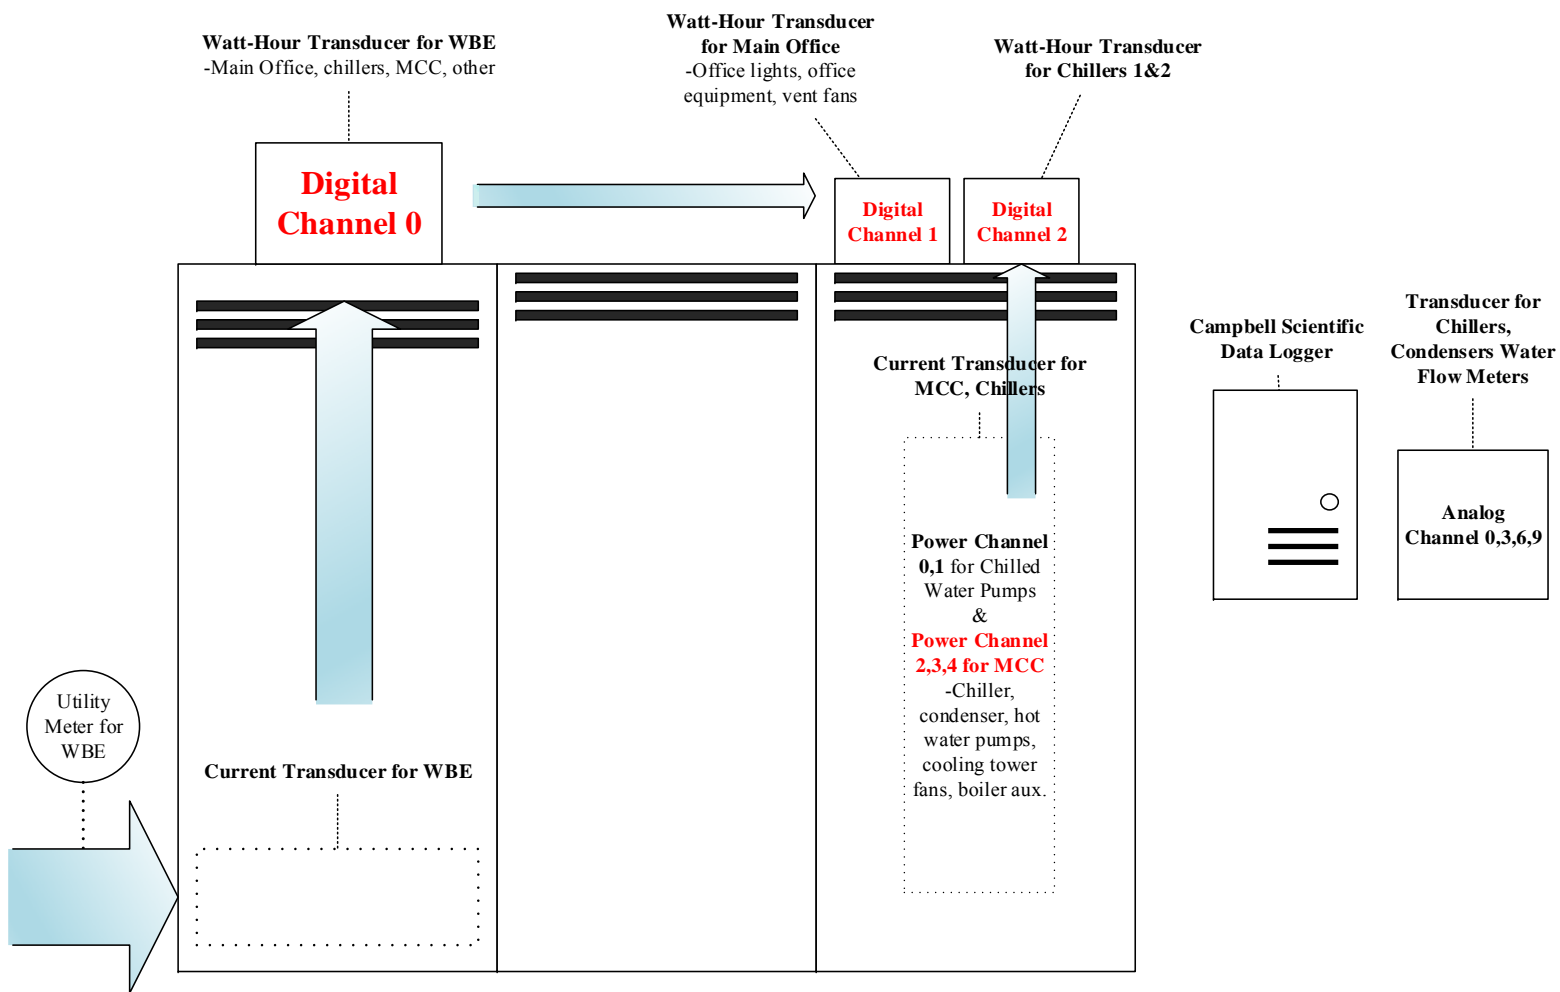 Watt-Hour Transducer for WBE
-Main Office, chillers, MCC, other
Watt-Hour Transducer
for Main Office
-Office lights, office
equipment, vent fans
Watt-Hour Transducer
for Chillers 1&2
Digital
Channel 0
Digital
Channel 1
Digital
Channel 2
Campbell Scientific
Data Logger
Transducer for
Chillers,
Condensers Water
Flow Meters
Current Transducer for
MCC, Chillers
Analog
Channel 0,3,6,9
Power Channel
0,1 for Chilled
Water Pumps
&
Power Channel
2,3,4 for MCC
-Chiller,
condenser, hot
water pumps,
cooling tower
fans, boiler aux.
Utility
Meter for
WBE
Current Transducer for WBE